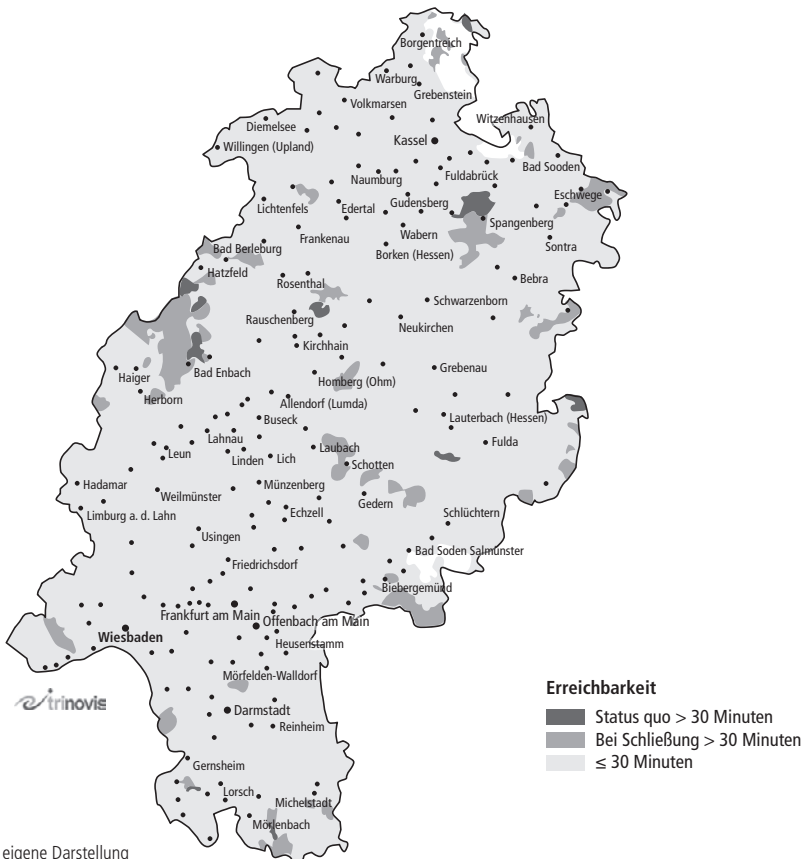 Borgentreich
Warburg
Grebenstein
Volkmarsen
Witzenhausen
Diemelsee
Kassel
Willingen (Upland)
Bad Sooden
Fuldabrück
Naumburg
Eschwege
Gudensberg
Lichtenfels
Edertal
Spangenberg
Wabern
Frankenau
Sontra
Bad Berleburg
Borken (Hessen)
Hatzfeld
Bebra
Rosenthal
Schwarzenborn
Rauschenberg
Neukirchen
Kirchhain
Grebenau
Bad Enbach
Haiger
Homberg (Ohm)
Herborn
Allendorf (Lumda)
Lauterbach (Hessen)
Buseck
Lahnau
Fulda
Laubach
Leun
Linden
Lich
Schotten
Hadamar
Münzenberg
Weilmünster
Gedern
Limburg a. d. Lahn
Echzell
Schlüchtern
Usingen
Bad Soden Salmünster
Friedrichsdorf
Biebergemünd
Frankfurt am Main
Offenbach am Main
Wiesbaden
Heusenstamm
Mörfelden-Walldorf
trinovis
Darmstadt
Reinheim
Gernsheim
Lorsch
Michelstadt
Mörlenbach
Erreichbarkeit
Status quo > 30 Minuten
Bei Schließung > 30 Minuten
≤ 30 Minuten
eigene Darstellung